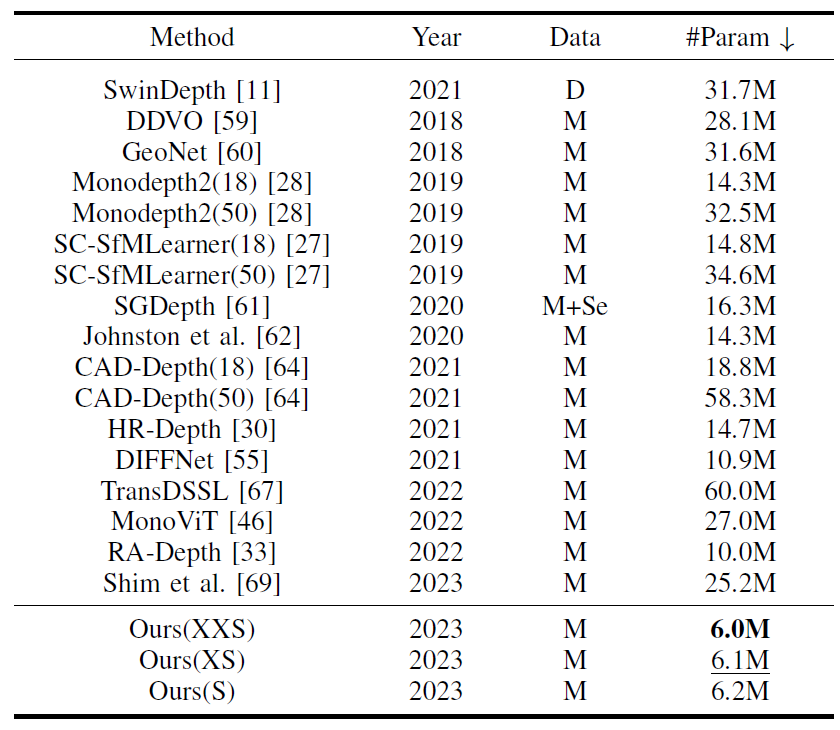 Method Year Data #Param ↓
SwinDepth [11] 2021 D 31.7M
DDVO [59] 2018 M 28.1M
GeoNet [60] 2018 M 31.6M
Monodepth2(18) [28] 2019 M 14.3M
Monodepth2(50) [28] 2019 M 32.5M
SC-SfMLearner(18) [27] 2019 M 14.8M
SC-SfMLearner(50) [27] 2019 M 34.6M
SGDepth [61] 2020 M+Se 16.3M
Johnston et al. [62] 2020 M 14.3M
CAD-Depth(18) [64] 2021 M 18.8M
CAD-Depth(50) [64] 2021 M 58.3M
HR-Depth [30] 2021 M 14.7M
DIFFNet [55] 2021 M 10.9M
TransDSSL [67] 2022 M 60.0M
MonoViT [46] 2022 M 27.0M
RA-Depth [33] 2022 M 10.0M
Shim et al. [69] 2023 M 25.2M
Ours(XXS) 2023 M 6.0M
Ours(XS) 2023 M 6.1M
Ours(S) 2023 M 6.2M